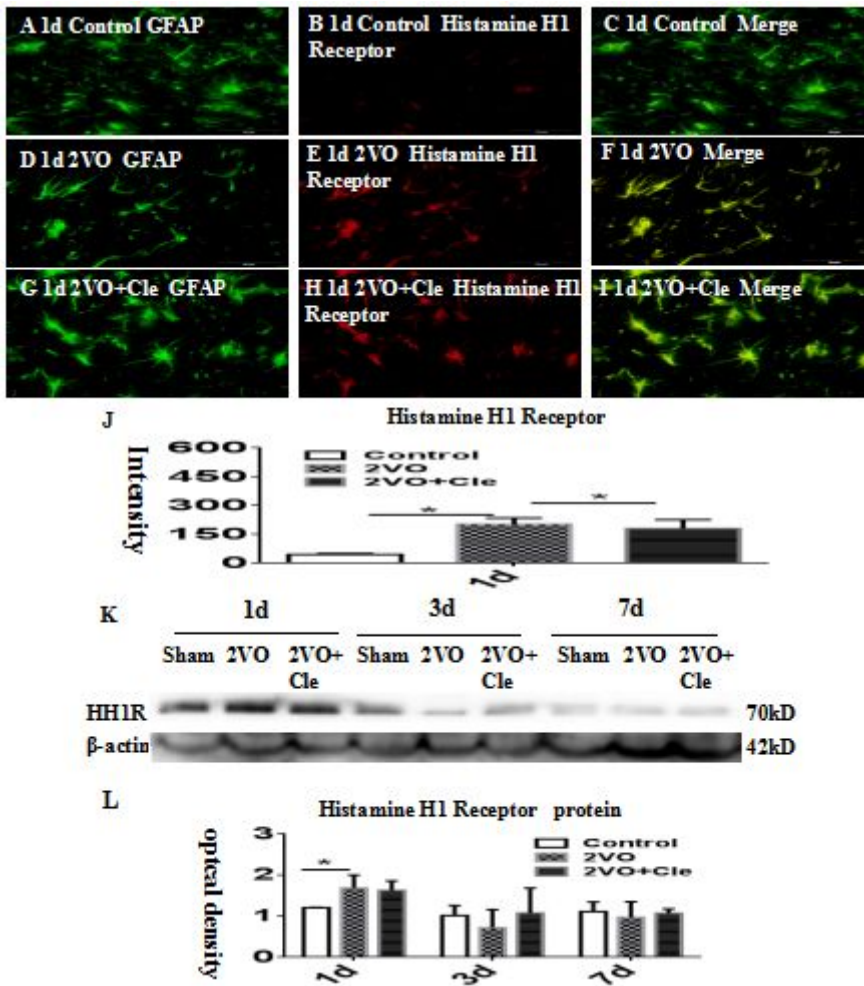 A 1d Control GFAP
B 1d Control Histamine H1
Receptor
C 1d Control Merge
D 1d 2VO GFAP
E 1d 2VO Histamine H1
Receptor
F 1d 2VO Merge
G 1d 2VO+Cle GFAP
H 1d 2VO+Cle Histamine H1
Receptor
I 1d 2VO+Cle Merge
J
Histamine H1 Receptor
Intensity
600
450
300
150
0
Control
2VO
2VO+Cle
*
*
1d
K
1d 3d 7d
Sham 2VO 2VO+ Sham 2VO 2VO+ Sham 2VO 2VO+
Cle Cle Cle
HH1R 70kD
β-actin 42kD
L
Histamine H1 Receptor protein
optcal density
3
2
1
0
Control
2VO
2VO+Cle
*
1d 3d 7d